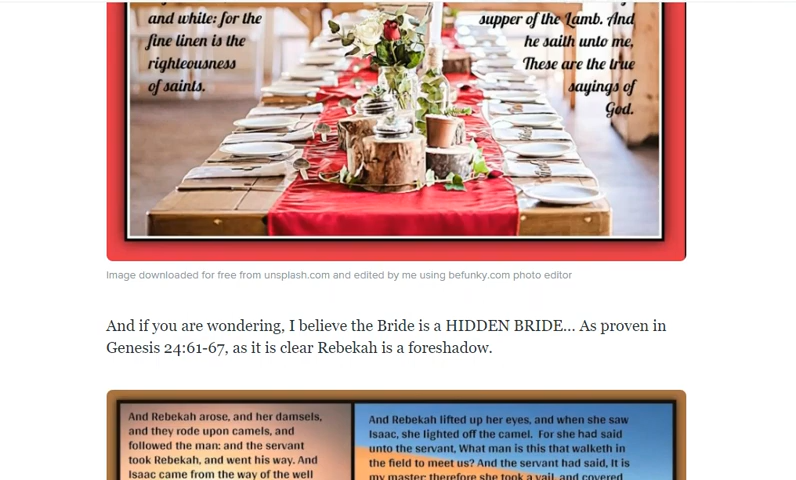 and white: for the
fine linen is the
righteousness
of saints.
supper of the Lamb. And
he saith unto me,
These are the true
sayings of
God.
Image downloaded for free from unsplash.com and edited by me using befunky.com photo editor
And if you are wondering, I believe the Bride is a HIDDEN BRIDE... As proven in
Genesis 24:61-67, as it is clear Rebekah is a foreshadow.
And Rebekah arose, and her damsels,
and they rode upon camels, and
followed the man: and the servant
took Rebekah, and went his way. And
Isaac came from the way of the well
And Rebekah lifted up her eyes, and when she saw
Isaac, she lighted off the camel. For she had said
unto the servant, What man is this that walketh in
the field to meet us? And the servant had said, It is
my master: therefore she took a vail, and covered